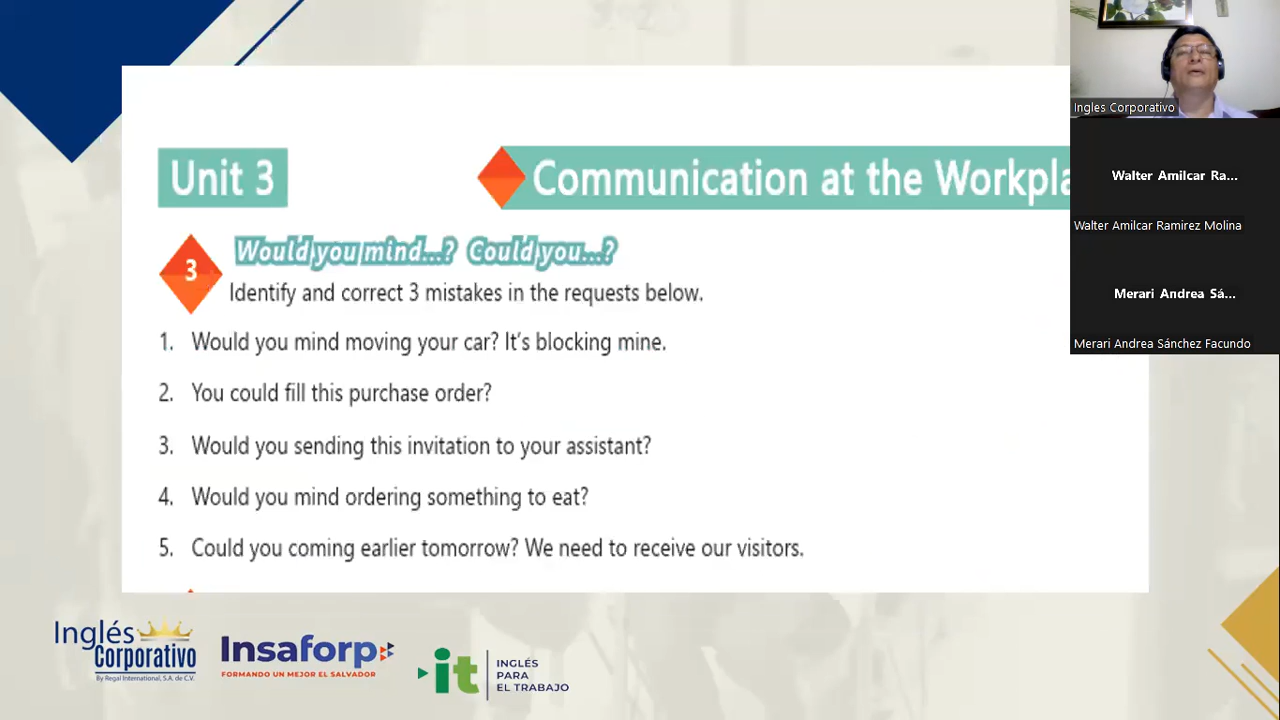 Unit 3
Communication at the Workpla
3
Would you mind...? Could you...?
Identify and correct 3 mistakes in the requests below.
1. Would you mind moving your car? It's blocking mine.
2. You could fill this purchase order?
3. Would you sending this invitation to your assistant?
4. Would you mind ordering something to eat?
5. Could you coming earlier tomorrow? We need to receive our visitors.
Ingles Corporativo
Walter Amilcar Ra...
Walter Amilcar Ramirez Molina
Merari Andrea Sá...
Merari Andrea Sánchez Facundo
Inglés
Corporativo
By Regal International, S.A. de C.V.
Insaforp
FORMANDO UN MEJOR EL SALVADOR
it
INGLÉS
PARA
EL TRABAJO